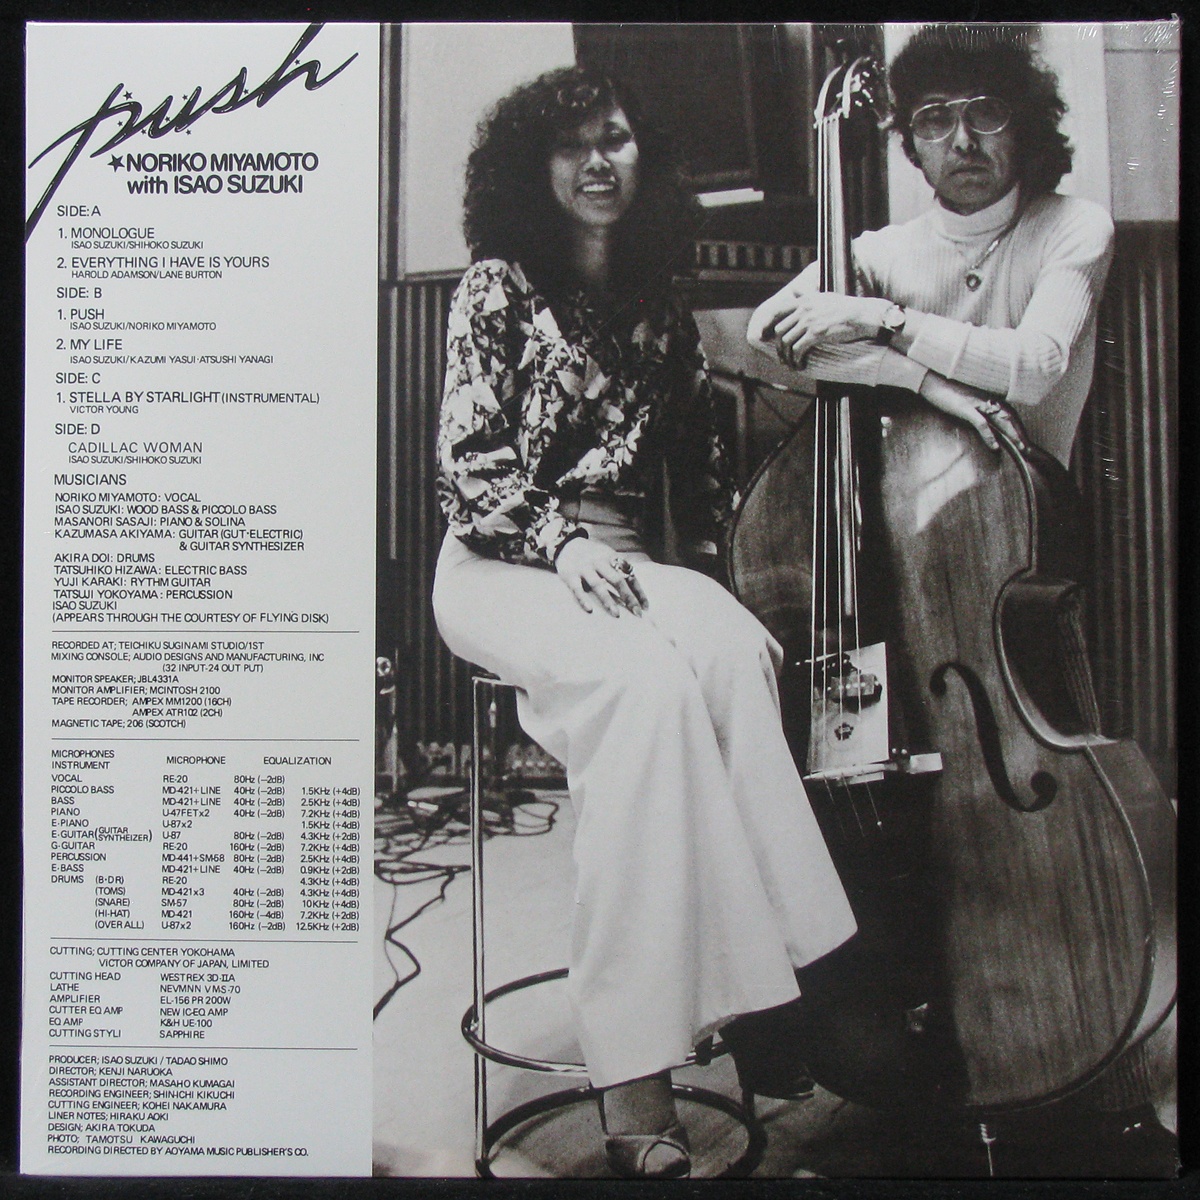 push
★NORIKO MIYAMOTO
with ISAO SUZUKI
SIDE: A
1. MONOLOGUE
ISAO SUZUKI/SHIHOKO SUZUKI
2. EVERYTHING I HAVE IS YOURS
HAROLD ADAMSON/LANE BURTON
SIDE: B
1. PUSH
ISAO SUZUKI/NORIKO MIYAMOTO
2. MY LIFE
ISAO SUZUKI/KAZUMI YASUI·ATSUSHI YANAGI
SIDE: C
1. STELLA BY STARLIGHT (INSTRUMENTAL)
VICTOR YOUNG
SIDE: D
CADILLAC WOMAN
ISAO SUZUKI/SHIHOKO SUZUKI
MUSICIANS
NORIKO MIYAMOTO: VOCAL
ISAO SUZUKI: WOOD BASS & PICCOLO BASS
MASANORI SASAJI: PIANO & SOLINA
KAZUMASA AKIYAMA: GUITAR (GUT·ELECTRIC)
& GUITAR SYNTHESIZER
AKIRA DOI: DRUMS
TATSUHIKO HIZAWA: ELECTRIC BASS
YUJI KARAKI: RYTHM GUITAR
TATSUJI YOKOYAMA: PERCUSSION
ISAO SUZUKI
(APPEARS THROUGH THE COURTESY OF FLYING DISK)
RECORDED AT; TEICHIKU SUGINAMI STUDIO/1ST
MIXING CONSOLE; AUDIO DESIGNS AND MANUFACTURING, INC
(32 INPUT-24 OUT PUT)
MONITOR SPEAKER; JBL4331A
MONITOR AMPLIFIER; MCINTOSH 2100
TAPE RECORDER; AMPEX MM1200 (16CH)
AMPEX ATR102 (2CH)
MAGNETIC TAPE; 206 (SCOTCH)
MICROPHONES
INSTRUMENT MICROPHONE EQUALIZATION
VOCAL RE-20 80Hz (−2dB)
PICCOLO BASS MD-421+LINE 40Hz (−2dB) 1.5KHz (+4dB)
BASS MD-421+LINE 40Hz (−2dB) 2.5KHz (+4dB)
PIANO U-47FET x2 40Hz (−2dB) 7.2KHz (+4dB)
E·PIANO U-87 x2 1.5KHz (+4dB)
E·GUITAR (GUITAR SYNTHEIZER) U-87 80Hz (−2dB) 4.3KHz (+2dB)
G·GUITAR RE-20 160Hz (−2dB) 7.2KHz (+4dB)
PERCUSSION MD-441+SM-58 80Hz (−2dB) 2.5KHz (+4dB)
E·BASS MD-421+LINE 40Hz (−2dB) 0.9KHz (+2dB)
DRUMS (B·DR) RE-20 4.3KHz (+4dB)
(TOMS) MD-421x3 40Hz (−2dB) 4.3KHz (+4dB)
(SNARE) SM-57 80Hz (−2dB) 10KHz (+4dB)
(HI-HAT) MD-421 160Hz (−4dB) 7.2KHz (+2dB)
(OVER ALL) U-87x2 160Hz (−2dB) 12.5KHz (+2dB)
CUTTING; CUTTING CENTER YOKOHAMA
VICTOR COMPANY OF JAPAN, LIMITED
CUTTING HEAD WESTREX 3D-IIA
LATHE NEVMNN VMS-70
AMPLIFIER EL-156 PR 200W
CUTTER EQ AMP NEW IC-EQ AMP
EQ AMP K&H UE-100
CUTTING STYLI SAPPHIRE
PRODUCER; ISAO SUZUKI / TADAO SHIMO
DIRECTOR; KENJI NARUOKA
ASSISTANT DIRECTOR; MASAHO KUMAGAI
RECORDING ENGINEER; SHINICHI KIKUCHI
CUTTING ENGINEER; KOHEI NAKAMURA
LINER NOTES; HIRAKU AOKI
DESIGN; AKIRA TOKUDA
PHOTO; TAMOTSU KAWAGUCHI
RECORDING DIRECTED BY AOYAMA MUSIC PUBLISHER'S CO.